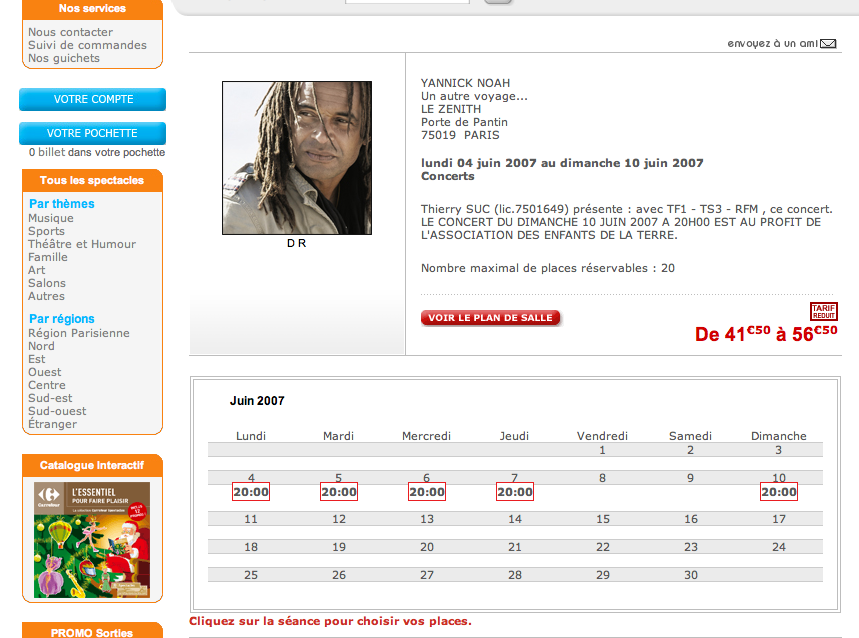 Nos services
Nous contacter
Suivi de commandes
Nos guichets
VOTRE COMPTE
VOTRE POCHETTE
0 billet dans votre pochette
Tous les spectacles
Par thèmes
Musique
Sports
Théâtre et Humour
Famille
Art
Salons
Autres
Par régions
Région Parisienne
Nord
Est
Ouest
Centre
Sud-est
Sud-ouest
Étranger
Catalogue Interactif
Carrefour
L'ESSENTIEL
POUR FAIRE PLAISIR
PROMO Sorties
envoyez à un ami
D R
YANNICK NOAH
Un autre voyage...
LE ZENITH
Porte de Pantin
75019 PARIS
lundi 04 juin 2007 au dimanche 10 juin 2007
Concerts
Thierry SUC (lic.7501649) présente : avec TF1 - TS3 - RFM , ce concert.
LE CONCERT DU DIMANCHE 10 JUIN 2007 A 20H00 EST AU PROFIT DE
L'ASSOCIATION DES ENFANTS DE LA TERRE.
Nombre maximal de places réservables : 20
TARIF
REDUIT
VOIR LE PLAN DE SALLE
De 41€50 à 56€50
Juin 2007
Lundi Mardi Mercredi Jeudi Vendredi Samedi Dimanche
1 2 3
4 5 6 7 8 9 10
20:00 20:00 20:00 20:00 20:00
11 12 13 14 15 16 17
18 19 20 21 22 23 24
25 26 27 28 29 30
Cliquez sur la séance pour choisir vos places.